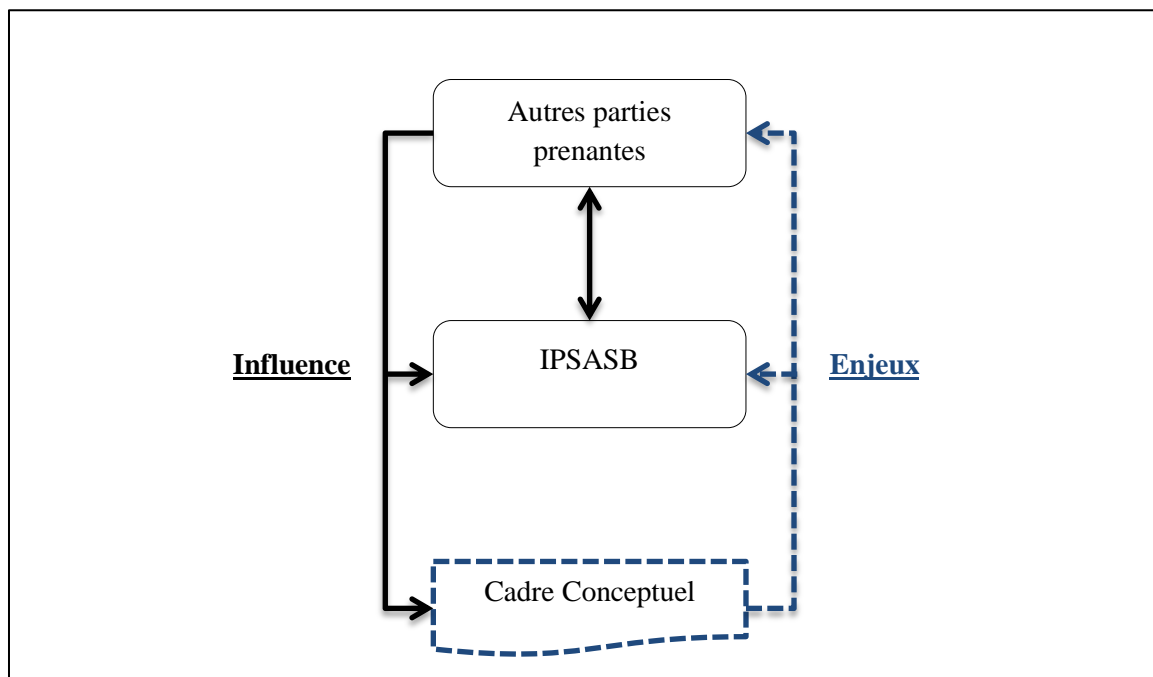 Autres parties
prenantes
Influence
IPSASB
Enjeux
Cadre Conceptuel